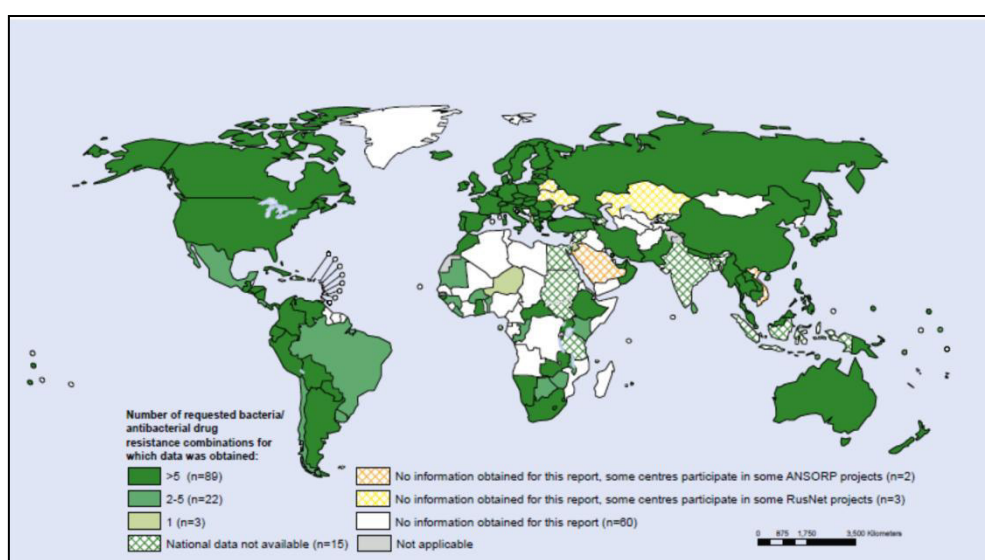 Number of requested bacteria/
antibacterial drug
resistance combinations for
which data was obtained:
>5 (n=89)
2-5 (n=22)
1 (n=3)
National data not available (n=15)
No information obtained for this report, some centres participate in some ANSORP projects (n=2)
No information obtained for this report, some centres participate in some RusNet projects (n=3)
No information obtained for this report (n=60)
Not applicable
0 875 1,750 3,500 Kilometers